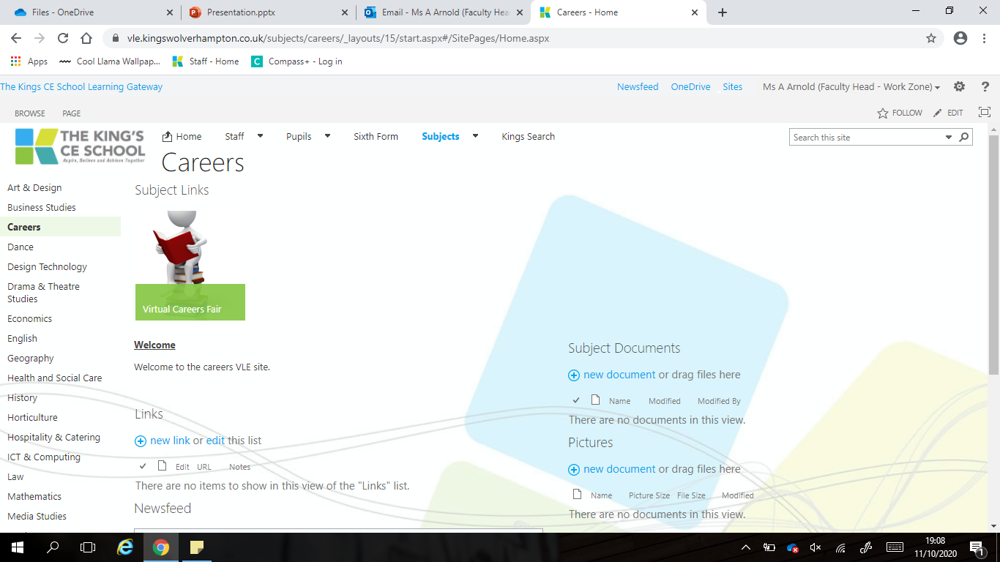 Files - OneDrive
Presentation.pptx
Email - Ms A Arnold (Faculty Hea
Careers - Home
vle.kingswolverhampton.co.uk/subjects/careers/_layouts/15/start.aspx#/SitePages/Home.aspx
Apps
Cool Llama Wallpap...
Staff - Home
Compass+ - Log in
The Kings CE School Learning Gateway
Newsfeed
OneDrive
Sites
Ms A Arnold (Faculty Head - Work Zone)
BROWSE
PAGE
FOLLOW
EDIT
THE KING'S
CE SCHOOL
Aspire, Believe and Achieve Together
Home
Staff
Pupils
Sixth Form
Subjects
Kings Search
Search this site
Careers
Art & Design
Business Studies
Careers
Dance
Design Technology
Drama & Theatre
Studies
Economics
English
Geography
Health and Social Care
History
Horticulture
Hospitality & Catering
ICT & Computing
Law
Mathematics
Media Studies
Subject Links
Virtual Careers Fair
Welcome
Welcome to the careers VLE site.
Links
new link or edit this list
Edit URL Notes
There are no items to show in this view of the "Links" list.
Newsfeed
Subject Documents
new document or drag files here
Name Modified Modified By
There are no documents in this view.
Pictures
new document or drag files here
Name Picture Size File Size Modified
There are no documents in this view.
19:08
11/10/2020
1